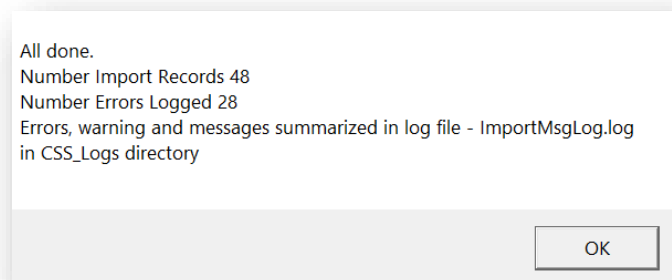 All done.
Number Import Records 48
Number Errors Logged 28
Errors, warning and messages summarized in log file - ImportMsgLog.log
in CSS_Logs directory
OK